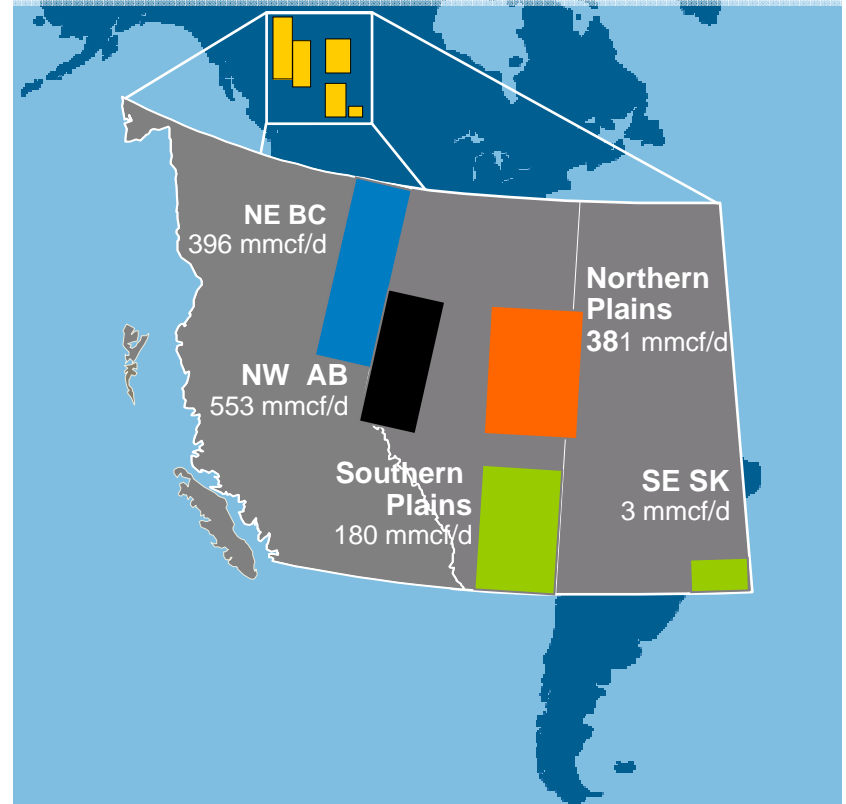 NE BC
396 mmcf/d
Northern
Plains
381 mmcf/d
NW AB
553 mmcf/d
Southern
Plains
180 mmcf/d
SE SK
3 mmcf/d